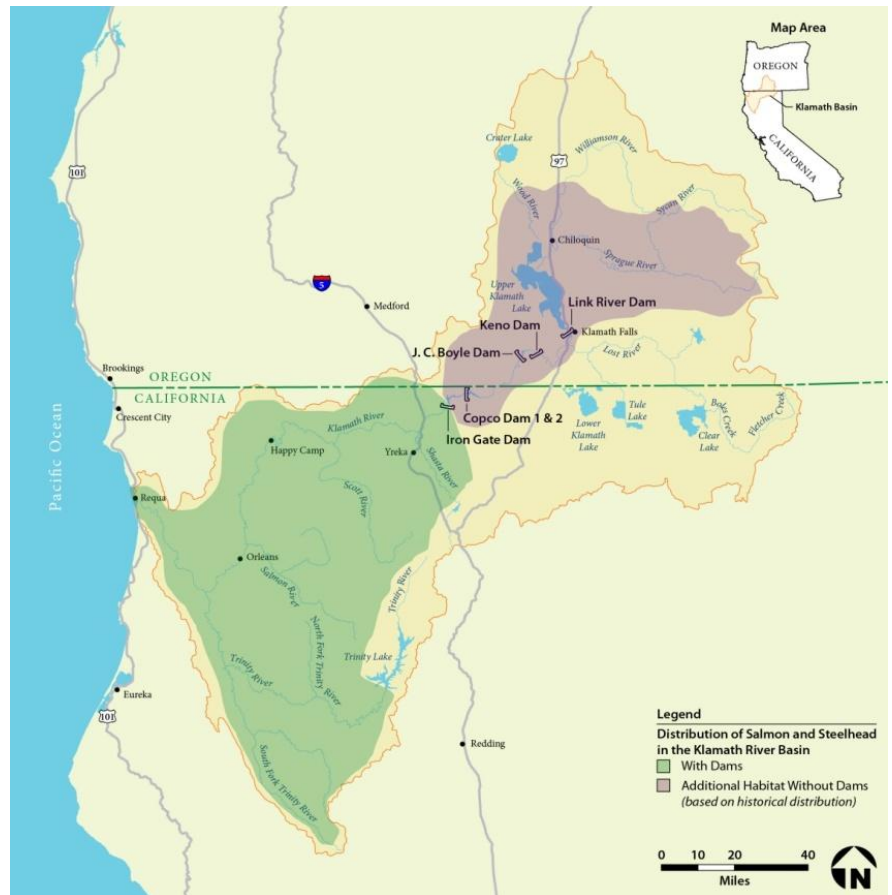 Map Area
OREGON
Klamath Basin
CALIFORNIA
Crater Lake
97
Williamson River
101
Wood River
Sycan River
Chiloquin
Sprague River
5
Upper
Klamath
Lake
Medford
Link River Dam
Keno Dam
Klamath Falls
J. C. Boyle Dam
Lost River
Brookings
OREGON
CALIFORNIA
Crescent City
Copco Dam 1 & 2
Iron Gate Dam
Lower
Klamath
Lake
Tule
Lake
Clear
Lake
Boles Creek
Fletcher Creek
Klamath River
Happy Camp
Yreka
Shasta River
Pacific Ocean
Requa
Scott River
Orleans
Salmon River
Trinity River
North Fork Trinity River
Trinity Lake
Trinity River
Eureka
101
South Fork Trinity River
Redding
Legend
Distribution of Salmon and Steelhead
in the Klamath River Basin
With Dams
Additional Habitat Without Dams
(based on historical distribution)
0 10 20 40
Miles
N